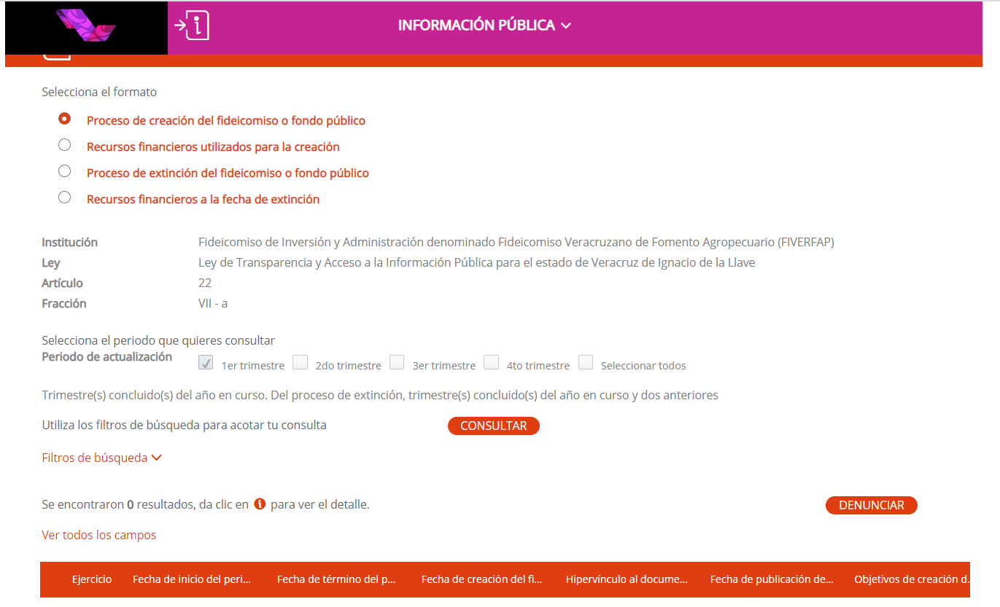 INFORMACIÓN PÚBLICA
Selecciona el formato
Proceso de creación del fideicomiso o fondo público
Recursos financieros utilizados para la creación
Proceso de extinción del fideicomiso o fondo público
Recursos financieros a la fecha de extinción
Institución Fideicomiso de Inversión y Administración denominado Fideicomiso Veracruzano de Fomento Agropecuario (FIVERFAP)
Ley Ley de Transparencia y Acceso a la Información Pública para el estado de Veracruz de Ignacio de la Llave
Artículo 22
Fracción VII - a
Selecciona el periodo que quieres consultar
Periodo de actualización 1er trimestre 2do trimestre 3er trimestre 4to trimestre Seleccionar todos
Trimestre(s) concluido(s) del año en curso. Del proceso de extinción, trimestre(s) concluido(s) del año en curso y dos anteriores
Utiliza los filtros de búsqueda para acotar tu consulta CONSULTAR
Filtros de búsqueda
Se encontraron 0 resultados, da clic en i para ver el detalle. DENUNCIAR
Ver todos los campos
Ejercicio Fecha de inicio del peri... Fecha de término del p... Fecha de creación del fi... Hipervínculo al docume... Fecha de publicación de... Objetivos de creación d.